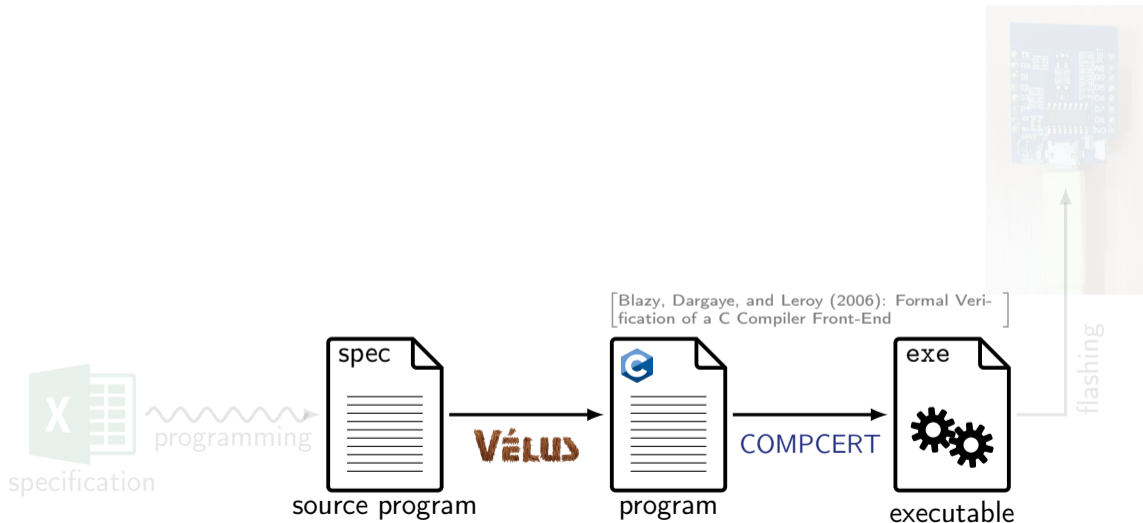 [Blazy, Dargaye, and Leroy (2006): Formal Veri-
fication of a C Compiler Front-End]
spec
C
exe
X
programming
VéLUS
COMPCERT
flashing
specification
source program
program
executable